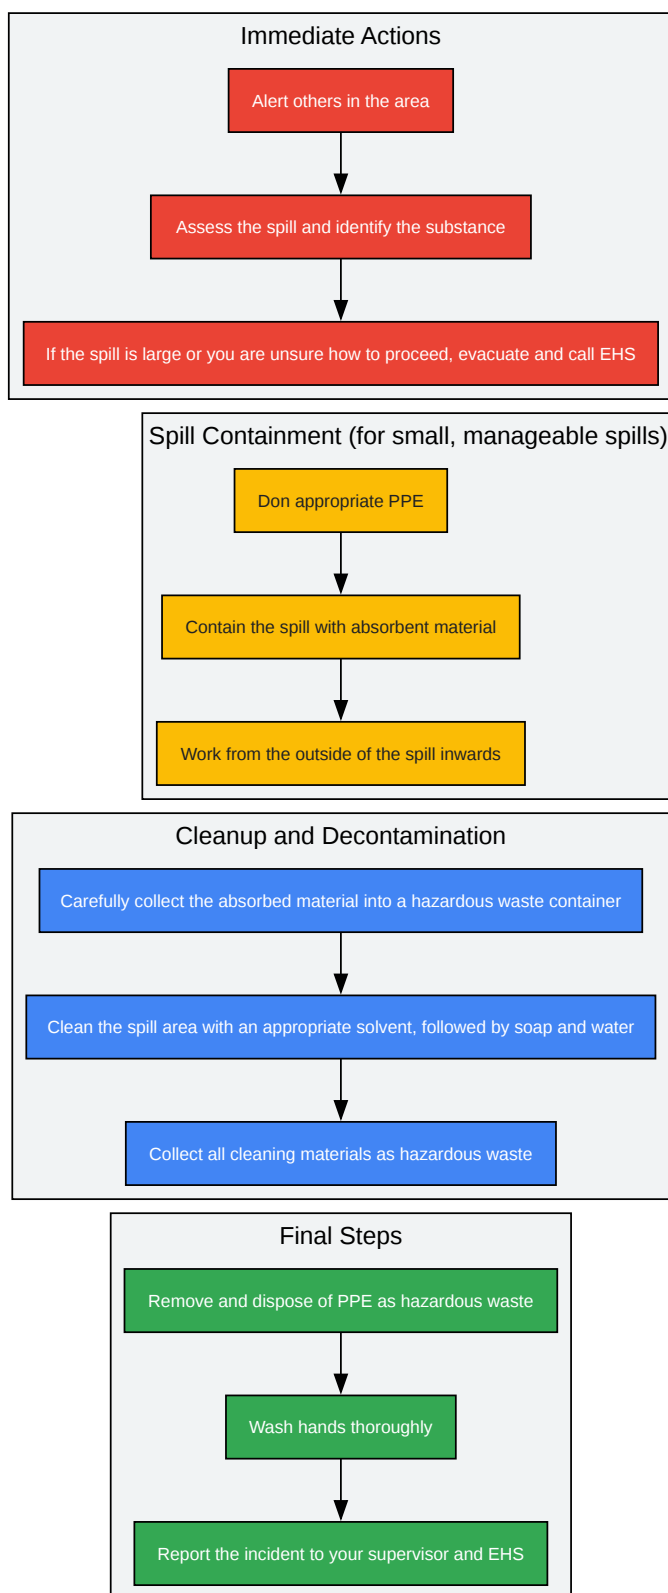 Immediate Actions
Alert others in the area
Assess the spill and identify the substance
If the spill is large or you are unsure how to proceed, evacuate and call EHS
Spill Containment (for small, manageable spills)
Don appropriate PPE
Contain the spill with absorbent material
Work from the outside of the spill inwards
Cleanup and Decontamination
Carefully collect the absorbed material into a hazardous waste container
Clean the spill area with an appropriate solvent, followed by soap and water
Collect all cleaning materials as hazardous waste
Final Steps
Remove and dispose of PPE as hazardous waste
Wash hands thoroughly
Report the incident to your supervisor and EHS